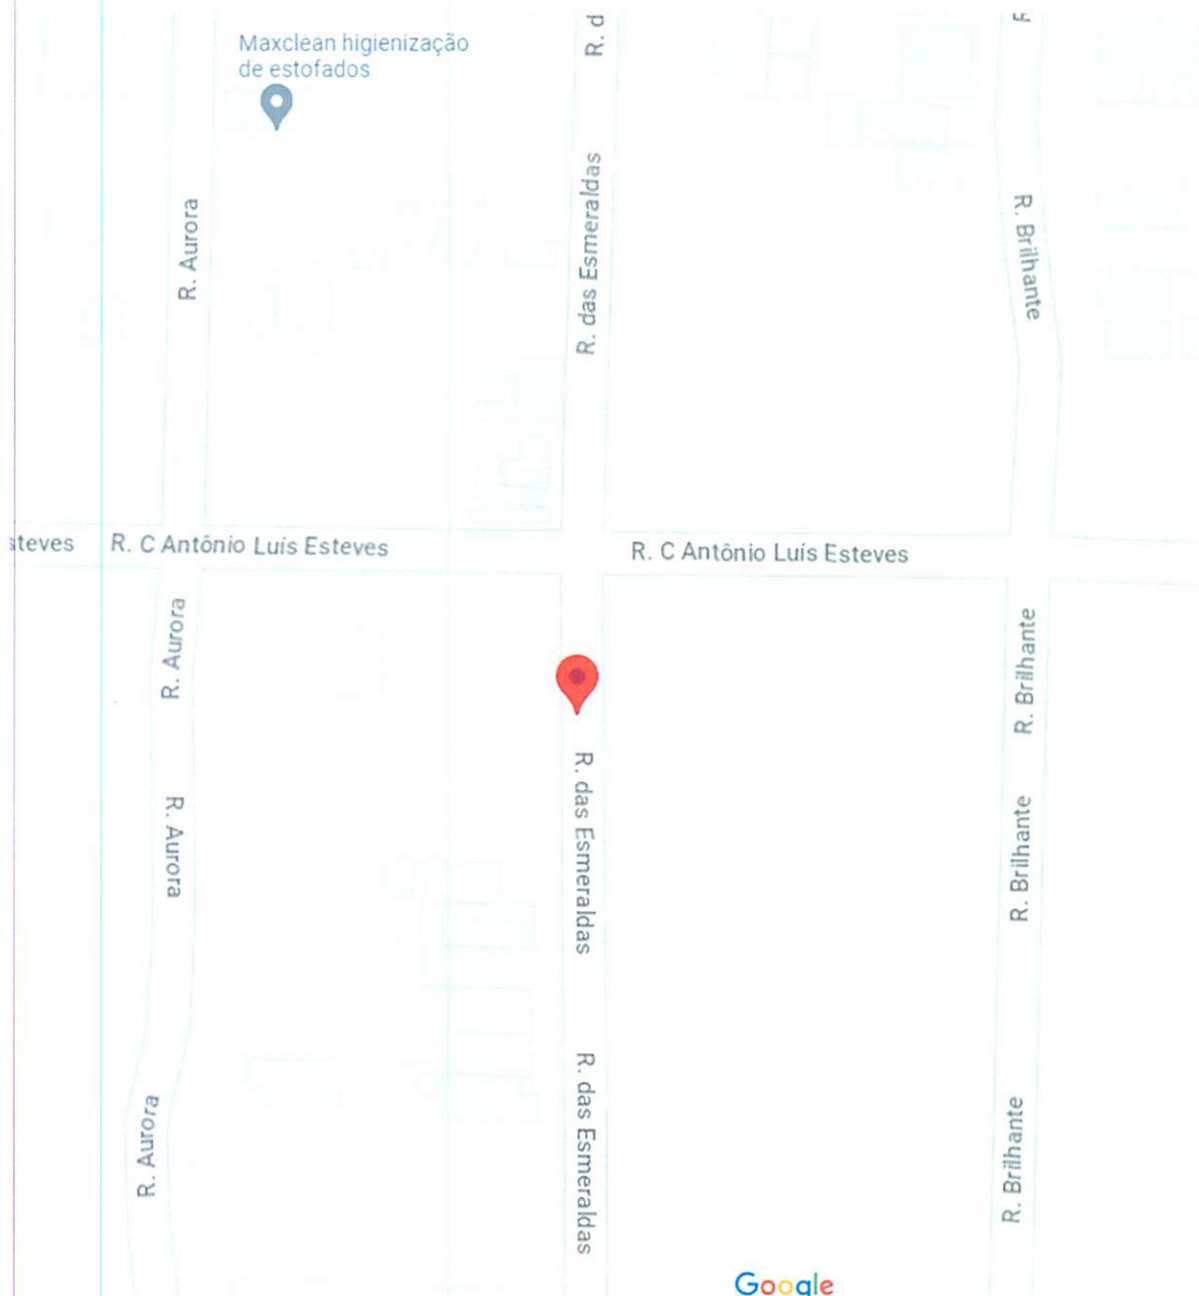 Maxclean higienização
de estofados
R. d
R. das Esmeraldas
R. Aurora
R. Brilhante
steves
R. C Antônio Luís Esteves
R. C Antônio Luís Esteves
R. Aurora
R. Brilhante
R. das Esmeraldas
R. Aurora
R. Brilhante
R. das Esmeraldas
R. Aurora
R. Brilhante
Google